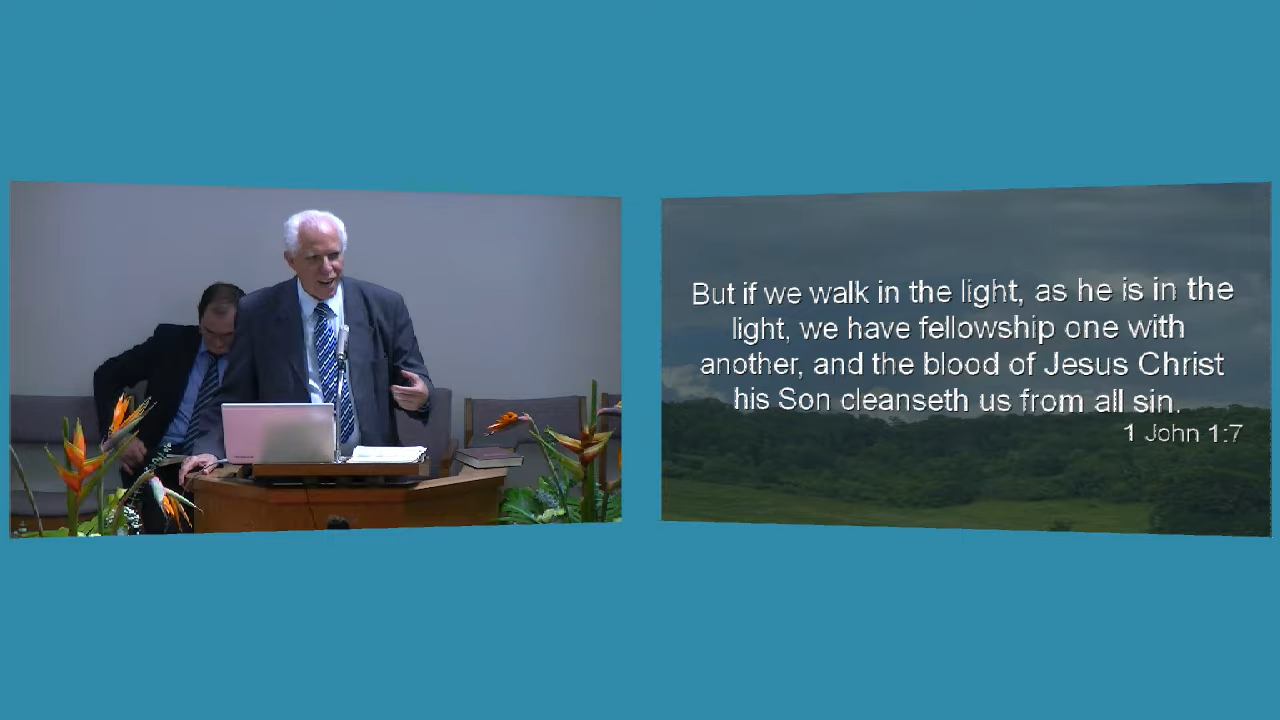 But if we walk in the light, as he is in the
light, we have fellowship one with
another, and the blood of Jesus Christ
his Son cleanseth us from all sin.
1 John 1:7